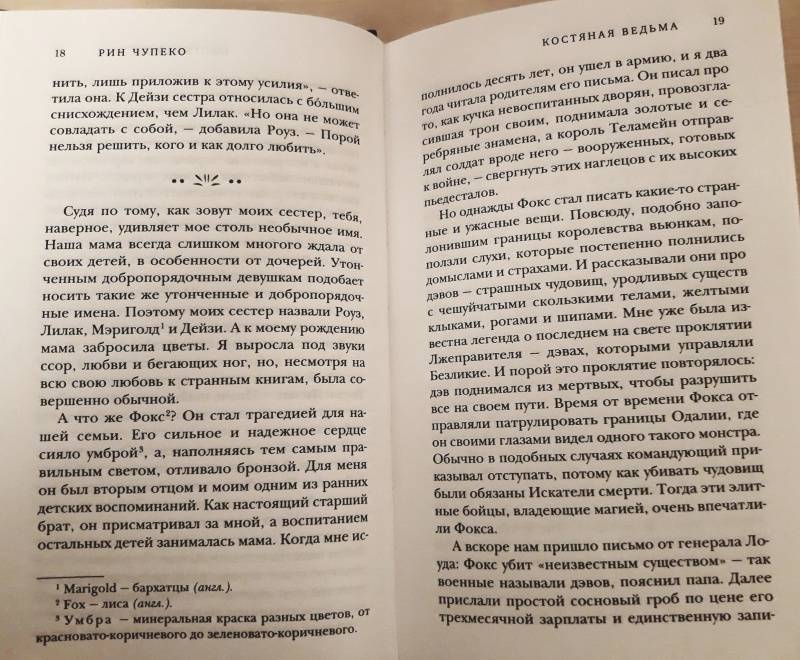 18 РИН ЧУПЕКО
нить, лишь приложив к этому усилия», — отве-
тила она. К Дейзи сестра относилась с бо́льшим
снисхождением, чем Лилак. «Но она не может
совладать с собой, — добавила Роуз. — Порой
нельзя решить, кого и как долго любить».
Судя по тому, как зовут моих сестер, тебя,
наверное, удивляет мое столь необычное имя.
Наша мама всегда слишком многого ждала от
своих детей, в особенности от дочерей. Утон-
ченным добропорядочным девушкам подобает
носить такие же утонченные и добропорядоч-
ные имена. Поэтому моих сестер назвали Роуз,
Лилак, Мэриголд¹ и Дейзи. А к моему рождению
мама забросила цветы. Я выросла под звуки
ссор, любви и бегающих ног, но, несмотря на
всю свою любовь к странным книгам, была со-
вершенно обычной.
А что же Фокс²? Он стал трагедией для на-
шей семьи. Его сильное и надежное сердце
сияло умброй³, а, наполняясь тем самым пра-
вильным светом, отливало бронзой. Для меня
он был вторым отцом и моим одним из ранних
детских воспоминаний. Как настоящий старший
брат, он присматривал за мной, а воспитанием
остальных детей занималась мама. Когда мне ис-
¹ Marigold — бархатцы (англ.).
² Fox — лиса (англ.).
³ Умбра — минеральная краска разных цветов, от
красновато-коричневого до зеленовато-коричневого.
КОСТЯНАЯ ВЕДЬМА 19
полнилось десять лет, он ушел в армию, и я два
года читала родителям его письма. Он писал про
то, как кучка невоспитанных дворян, провозгла-
сившая трон своим, поднимала золотые и се-
ребряные знамена, а король Теламейн отправ-
лял солдат вроде него — вооруженных, готовых
к войне, — свергнуть этих наглецов с их высоких
пьедесталов.
Но однажды Фокс стал писать какие-то стран-
ные и ужасные вещи. Повсюду, подобно запо-
лонившим границы королевства вьюнкам, по-
ползли слухи, которые постепенно полнились
домыслами и страхами. И рассказывали они про
дэвов — страшных чудовищ, уродливых существ
с чешуйчатыми скользкими телами, желтыми
клыками, рогами и шипами. Мне уже была из-
вестна легенда о последнем на свете проклятии
Лжеправителя — дэвах, которыми управляли
Безликие. И порой это проклятие повторялось:
дэв поднимался из мертвых, чтобы разрушить
все на своем пути. Время от времени Фокса от-
правляли патрулировать границы Одалии, где
он своими глазами видел одного такого монстра.
Обычно в подобных случаях командующий при-
казывал отступать, потому как убивать чудовищ
были обязаны Искатели смерти. Тогда эти элит-
ные бойцы, владеющие магией, очень впечатли-
ли Фокса.
А вскоре нам пришло письмо от генерала Ло-
уда: Фокс убит «неизвестным существом» — так
военные называли дэвов, пояснил папа. Далее
прислали простой сосновый гроб по цене его
трехмесячной зарплаты и единственную запи-